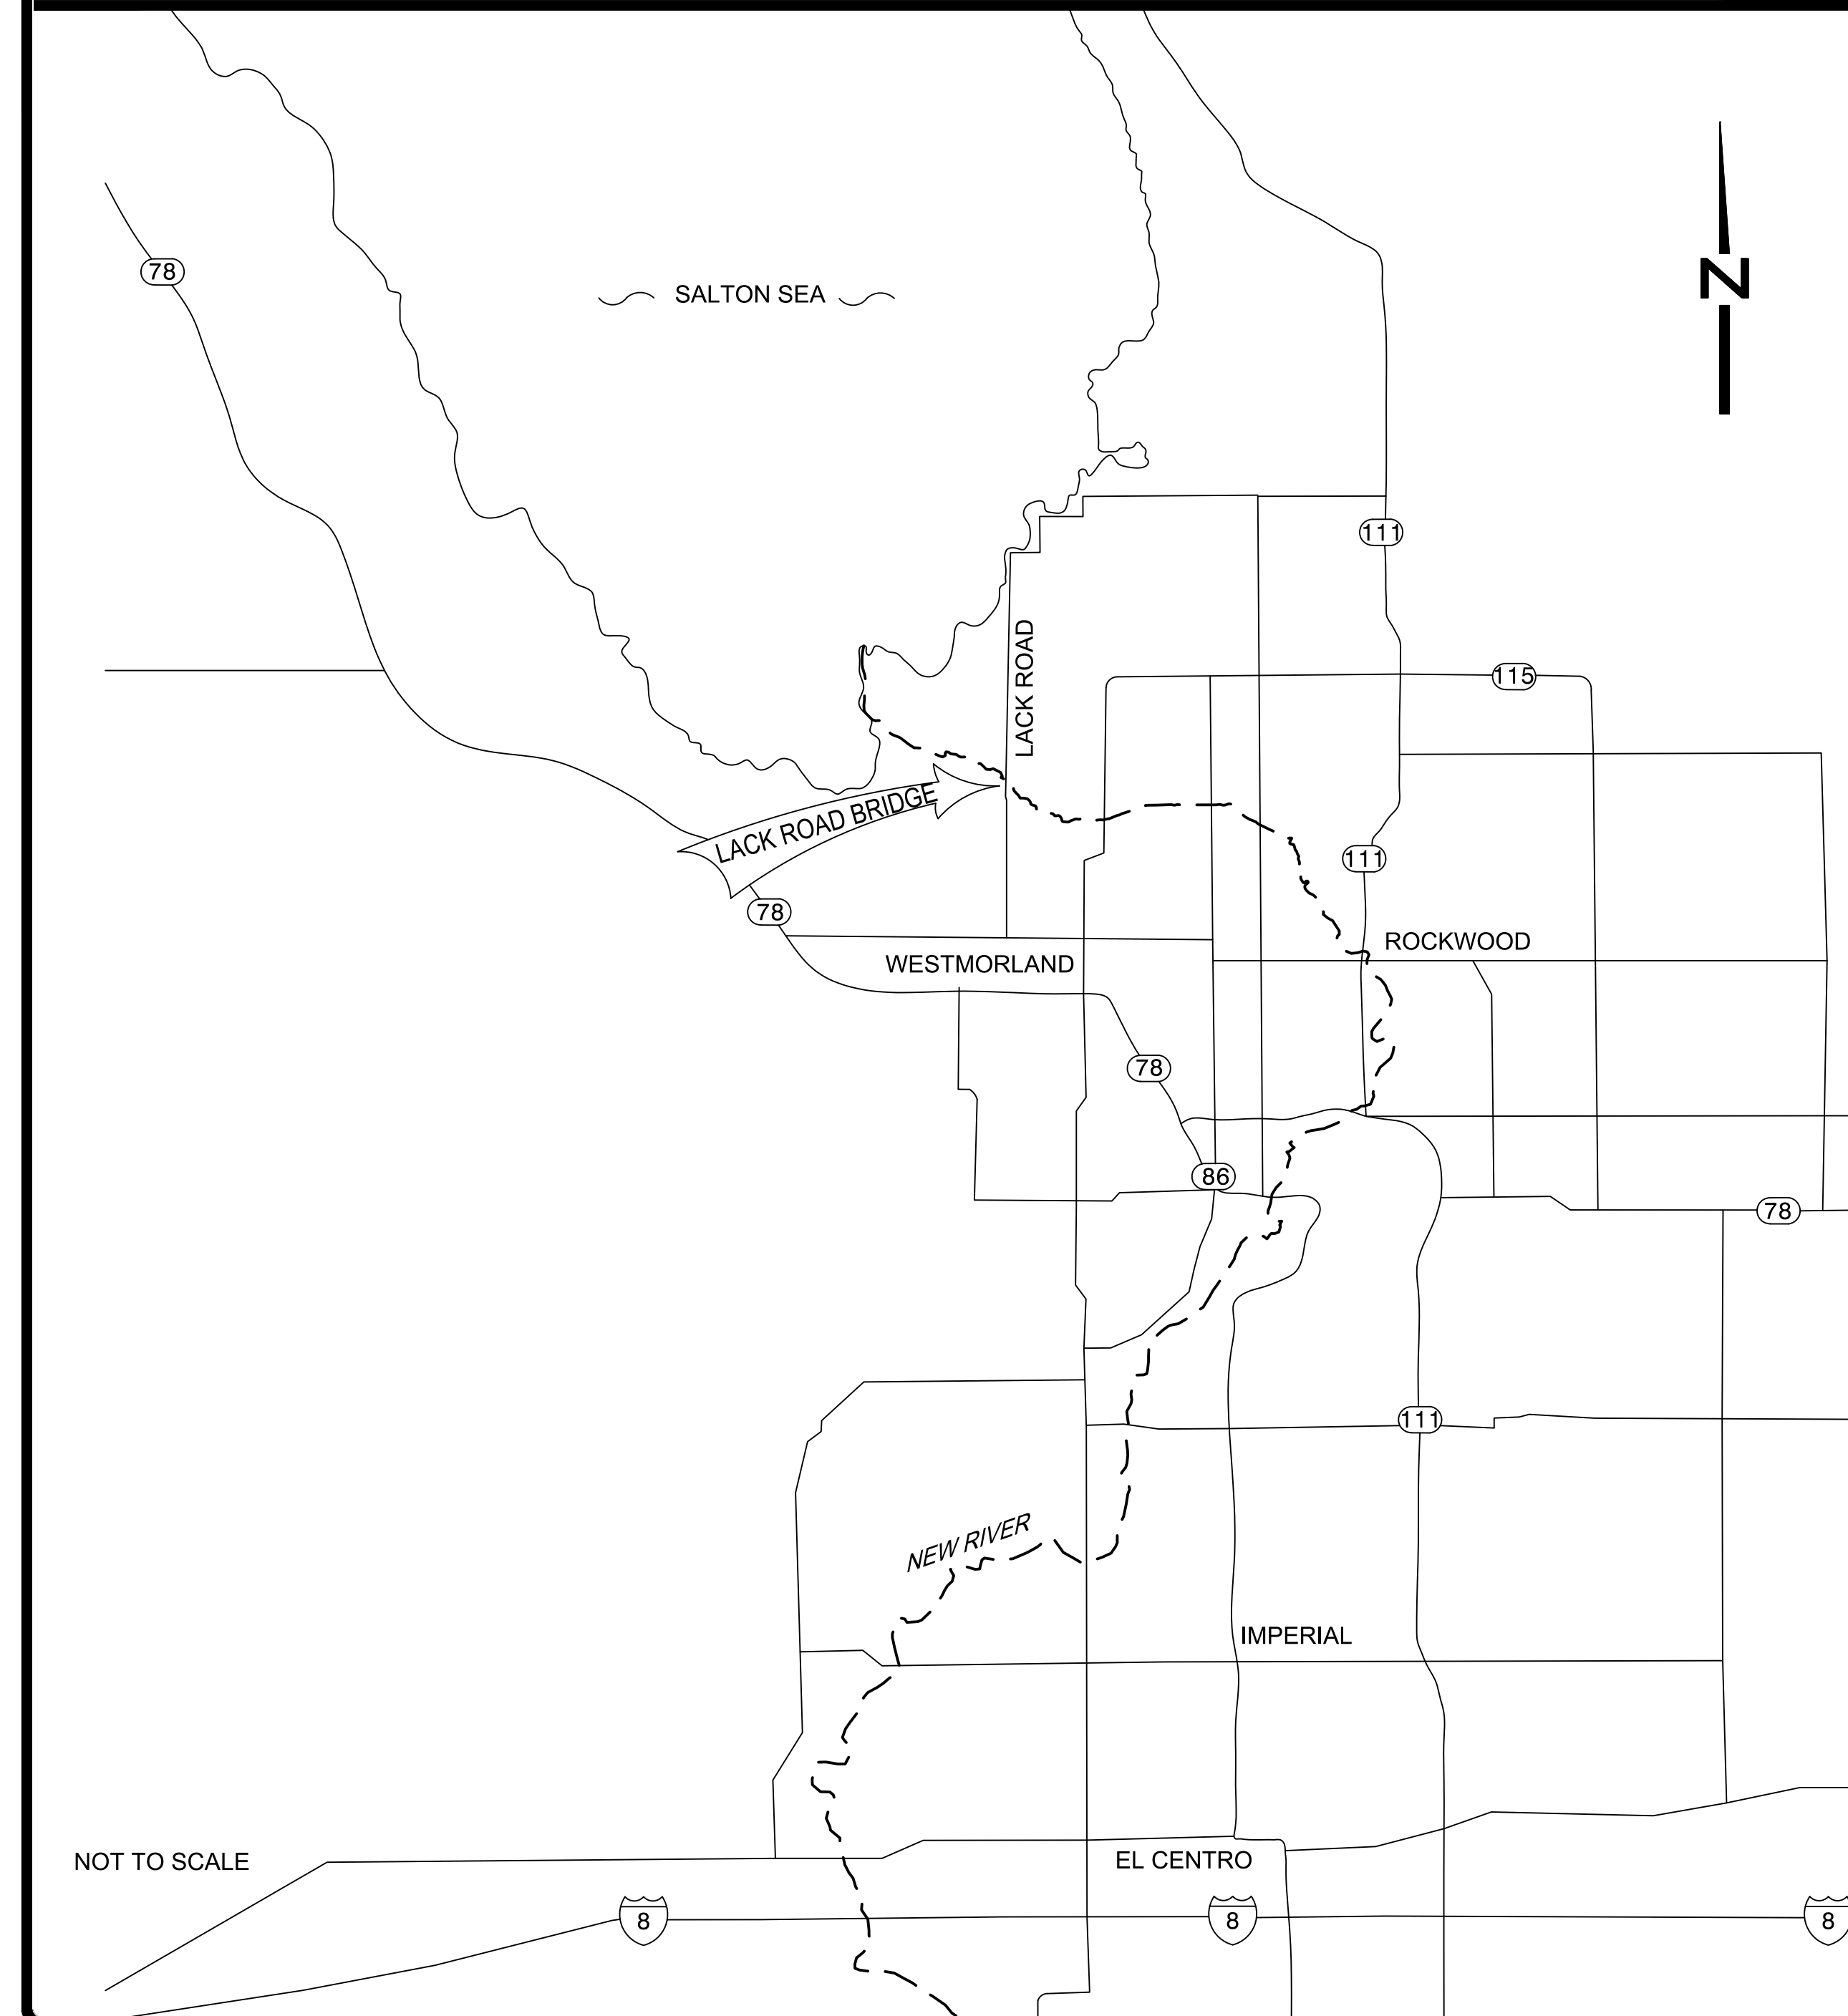 78
SALTON SEA
N
111
LACK ROAD
115
LACK ROAD BRIDGE
111
78
ROCKWOOD
WESTMORLAND
78
86
78
111
NEW RIVER
IMPERIAL
NOT TO SCALE
EL CENTRO
8
8
8